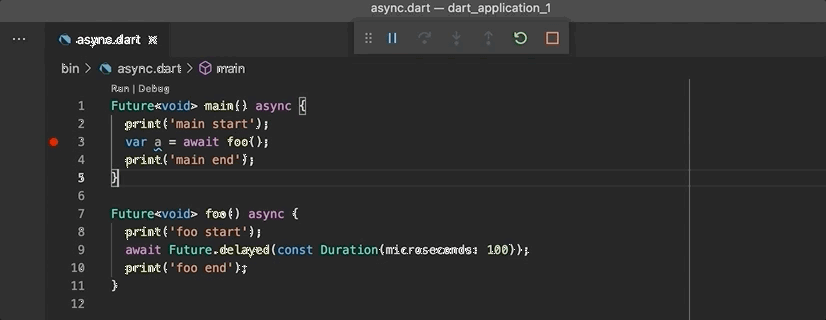 async.dart — dart_application_1
async.dart
bin > async.dart > main
Run | Debug
1 Future<void> main() async {
2 print('main start');
3 var a = await foo();
4 print('main end');
5 }
6
7 Future<void> foo() async {
8 print('foo start');
9 await Future.delayed(const Duration(microseconds: 100));
10 print('foo end');
11 }
12